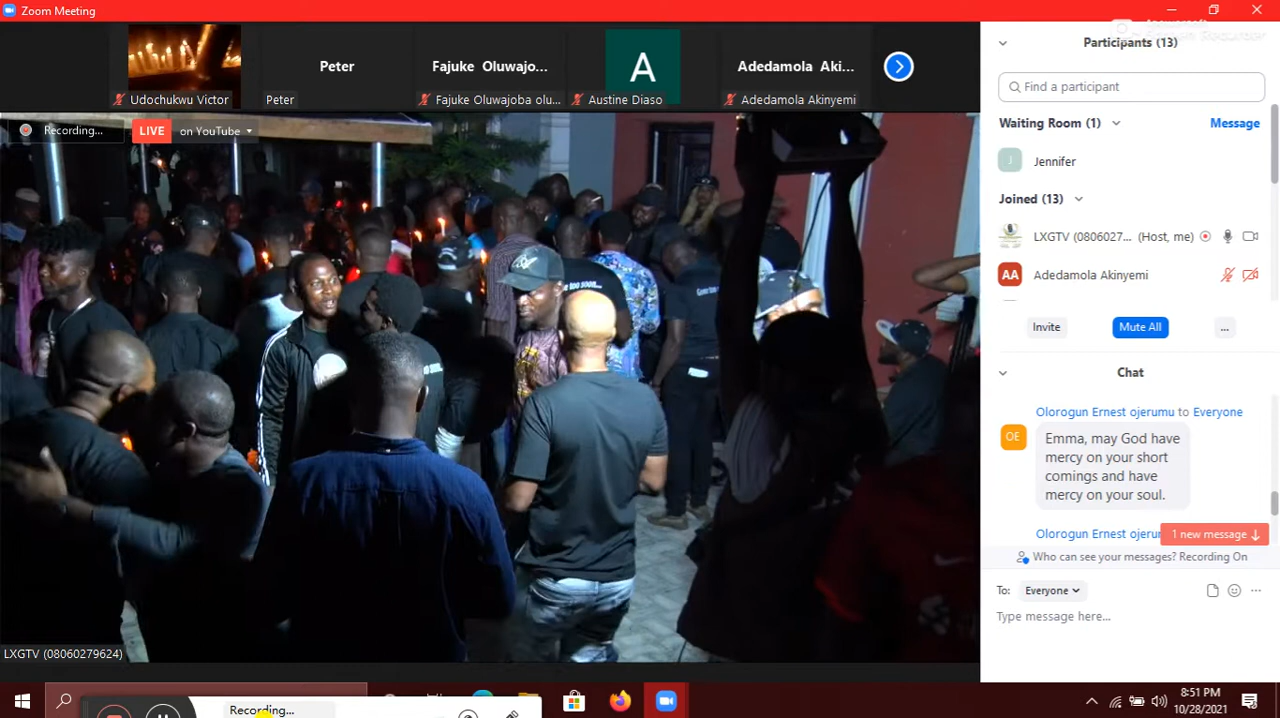 Zoom Meeting
Participants (13)
Udochukwu Victor
Peter
Peter
Fajuke Oluwajo...
Fajuke Oluwajoba olu...
A
Austine Diaso
Adedamola Aki...
Adedamola Akinyemi
Recording...
LIVE
on YouTube
Find a participant
Waiting Room (1)
Message
J
Jennifer
Joined (13)
LXGTV (0806027... (Host, me)
AA
Adedamola Akinyemi
Invite
Mute All
...
Chat
Olorogun Ernest ojerumu to Everyone
OE
Emma, may God have
mercy on your short
comings and have
mercy on your soul.
Olorogun Ernest
1 new message
Who can see your messages? Recording On
To: Everyone
Type message here...
LXGTV (08060279624)
Recording...
8:51 PM
10/28/2021